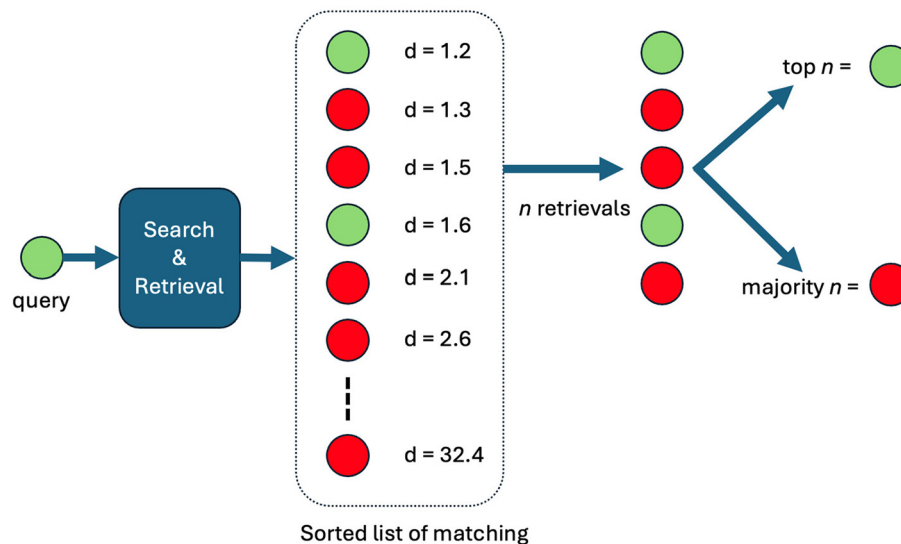 query
Search
&
Retrieval
d = 1.2
d = 1.3
d = 1.5
d = 1.6
d = 2.1
d = 2.6
d = 32.4
Sorted list of matching
n retrievals
top n =
majority n =